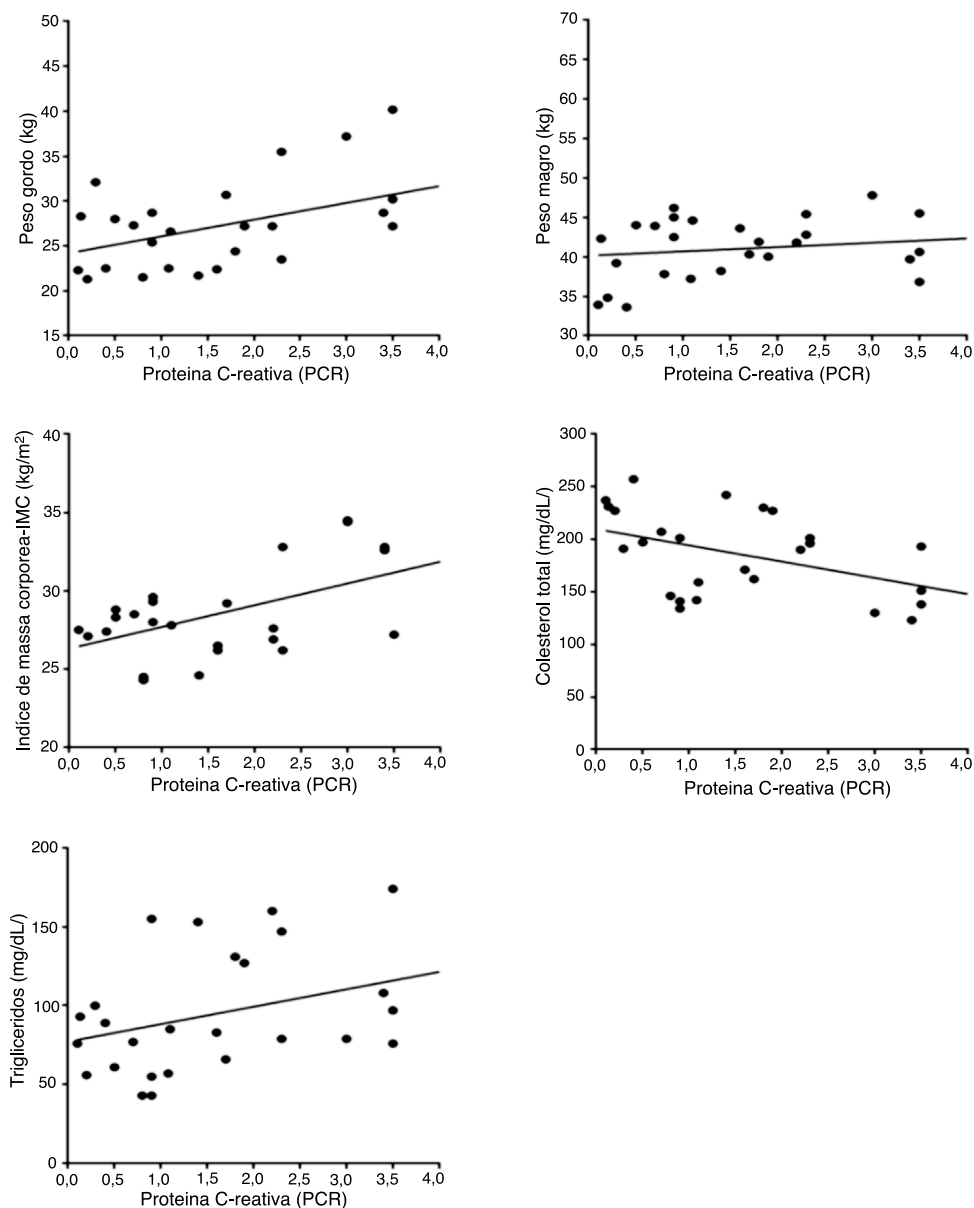 50
45
40
35
30
25
20
15
Peso gordo (kg)
0,0 0,5 1,0 1,5 2,0 2,5 3,0 3,5 4,0
Proteina C-reativa (PCR)
70
65
60
55
50
45
40
35
30
Peso magro (kg)
0,0 0,5 1,0 1,5 2,0 2,5 3,0 3,5 4,0
Proteina C-reativa (PCR)
40
35
30
25
20
Indíce de massa corporea-IMC (kg/m²)
0,0 0,5 1,0 1,5 2,0 2,5 3,0 3,5 4,0
Proteina C-reativa (PCR)
300
250
200
150
100
50
0
Colesterol total (mg/dL/)
0,0 0,5 1,0 1,5 2,0 2,5 3,0 3,5 4,0
Proteina C-reativa (PCR)
200
150
100
50
0
Trigliceridos (mg/dL/)
0,0 0,5 1,0 1,5 2,0 2,5 3,0 3,5 4,0
Proteina C-reativa (PCR)